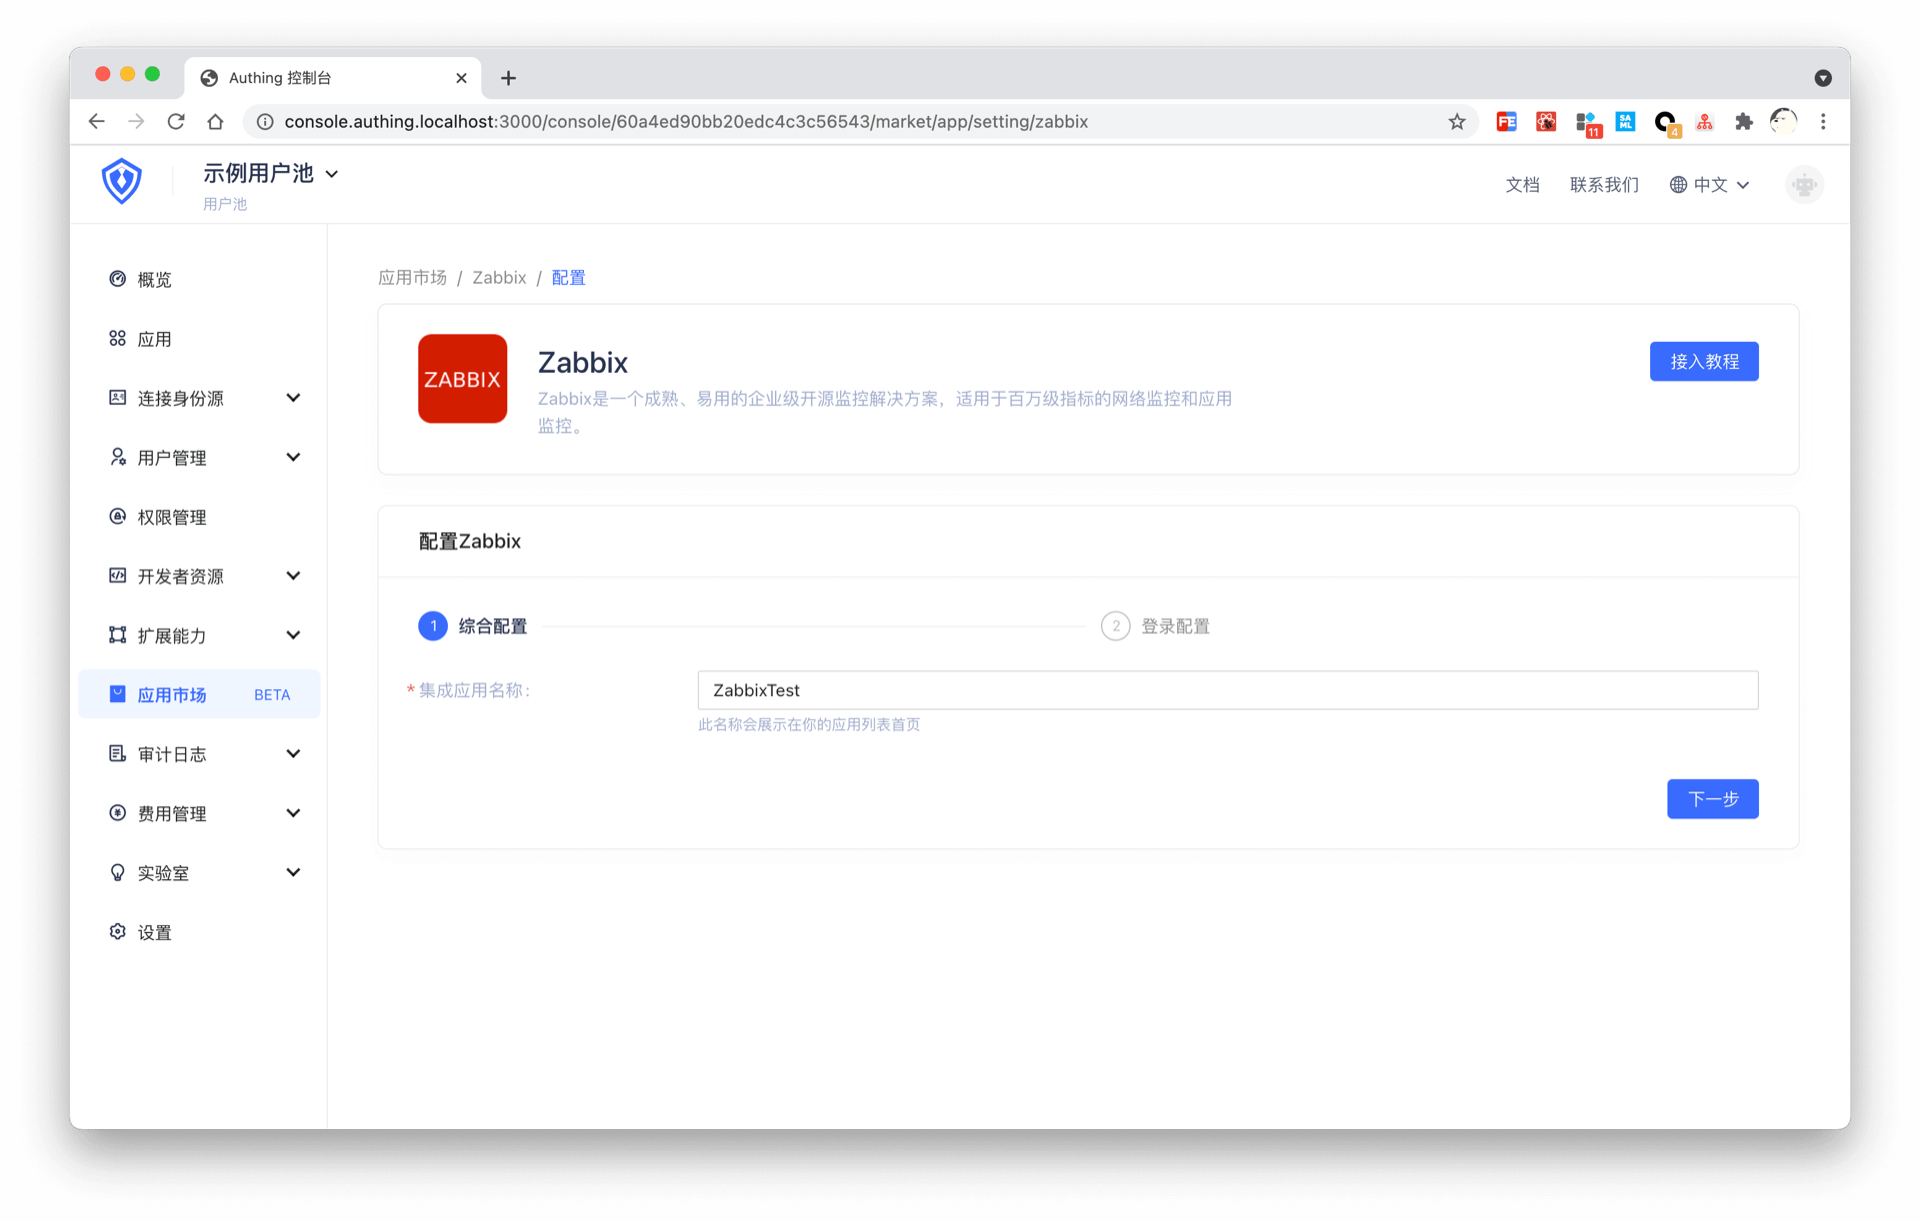 Authing 控制台
console.authing.localhost:3000/console/60a4ed90bb20edc4c3c56543/market/app/setting/zabbix
FE
11
SA
ML
4
示例用户池
用户池
文档
联系我们
中文
概览
应用
连接身份源
用户管理
权限管理
开发者资源
扩展能力
应用市场 BETA
审计日志
费用管理
实验室
设置
应用市场 / Zabbix / 配置
ZABBIX
Zabbix
Zabbix是一个成熟、易用的企业级开源监控解决方案，适用于百万级指标的网络监控和应用
监控。
接入教程
配置Zabbix
1 综合配置
2 登录配置
* 集成应用名称:
ZabbixTest
此名称会展示在你的应用列表首页
下一步